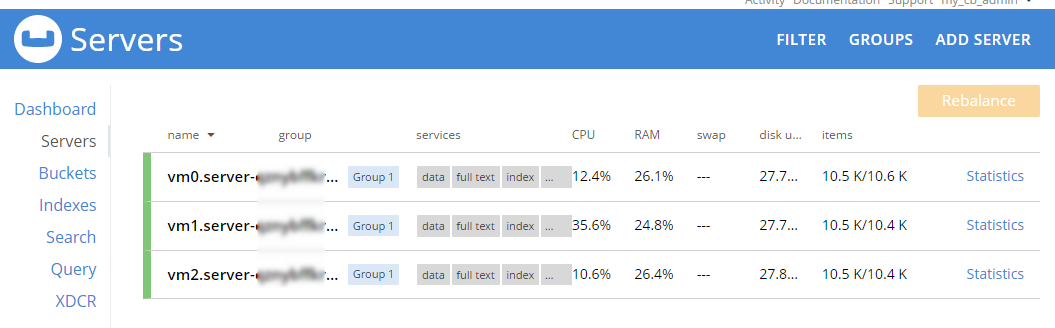 Activity Documentation Support my_cb_admin
Servers
FILTER GROUPS ADD SERVER
Rebalance
Dashboard
Servers
Buckets
Indexes
Search
Query
XDCR
name group services CPU RAM swap disk u... items
vm0.server- ... Group 1 data full text index ... 12.4% 26.1% --- 27.7... 10.5 K/10.6 K Statistics
vm1.server- ... Group 1 data full text index ... 35.6% 24.8% --- 27.7... 10.5 K/10.4 K Statistics
vm2.server- ... Group 1 data full text index ... 10.6% 26.4% --- 27.8... 10.5 K/10.4 K Statistics